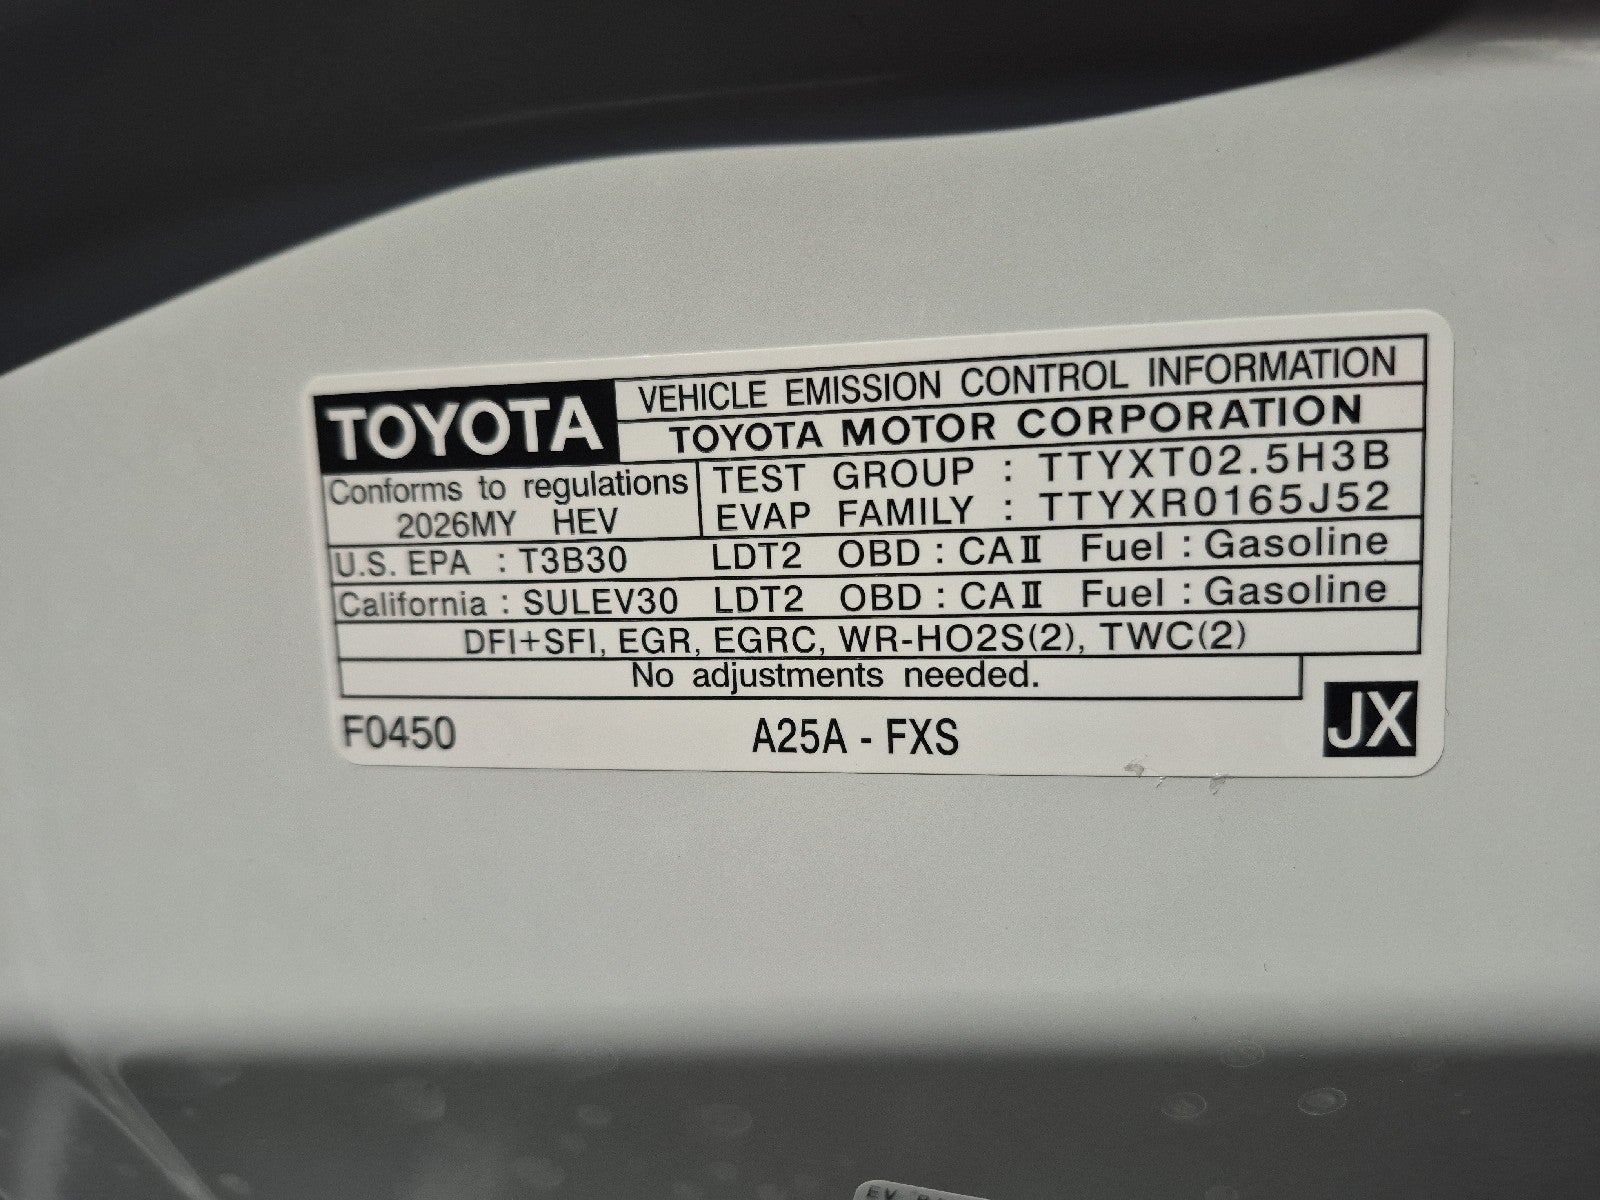 TOYOTA
VEHICLE EMISSION CONTROL INFORMATION
TOYOTA MOTOR CORPORATION
Conforms to regulations
2026MY HEV
TEST GROUP : TTYXT02.5H3B
EVAP FAMILY : TTYXR0165J52
U.S. EPA : T3B30 LDT2 OBD : CAⅡ Fuel : Gasoline
California : SULEV30 LDT2 OBD : CAⅡ Fuel : Gasoline
DFI+SFI, EGR, EGRC, WR-HO2S(2), TWC(2)
No adjustments needed.
F0450 A25A - FXS JX
EV